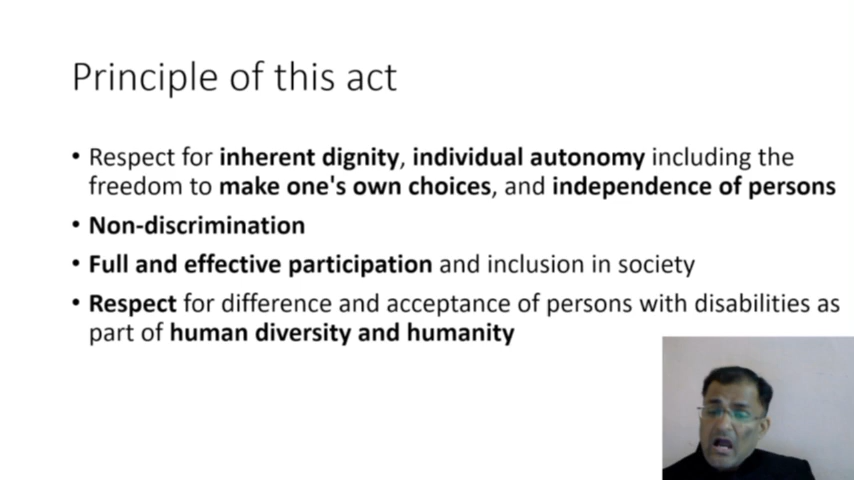 Principle of this act
• Respect for inherent dignity, individual autonomy including the
freedom to make one's own choices, and independence of persons
• Non-discrimination
• Full and effective participation and inclusion in society
• Respect for difference and acceptance of persons with disabilities as
part of human diversity and humanity